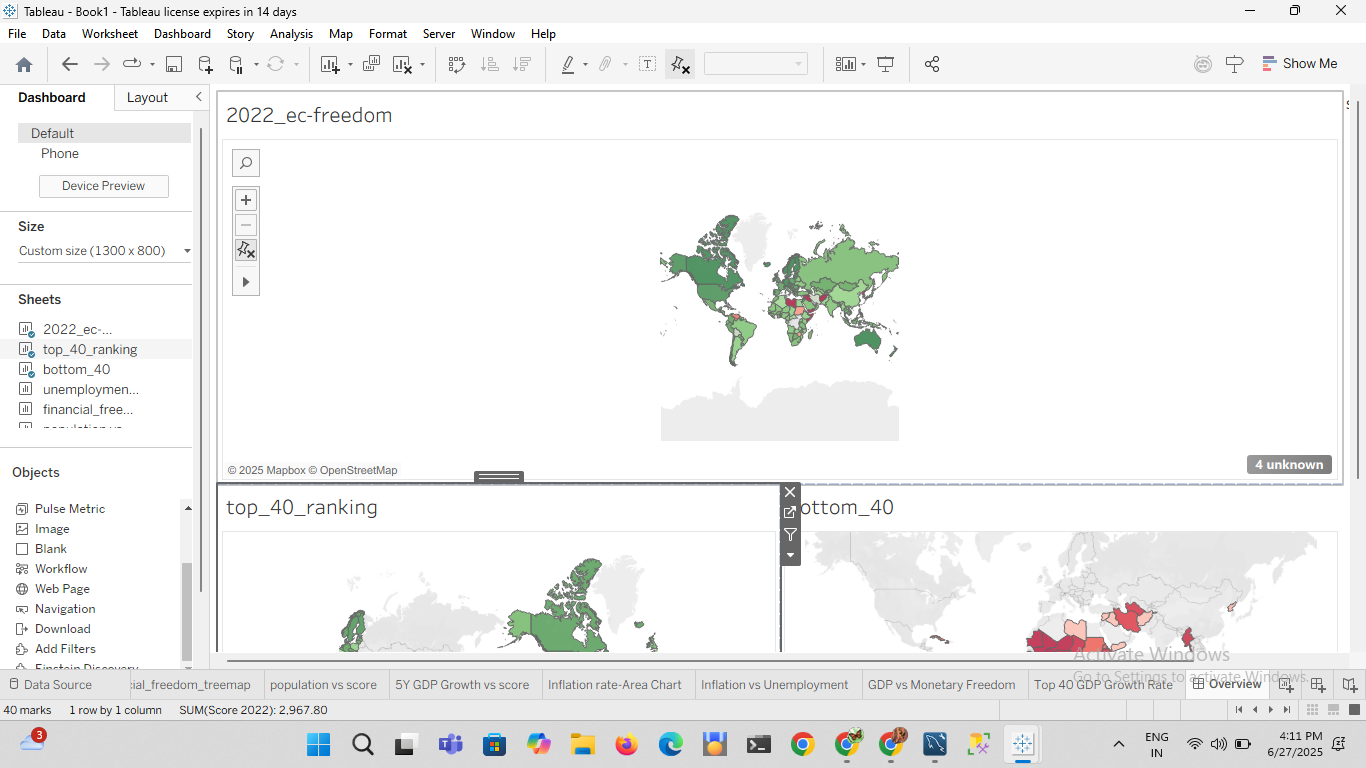 Tableau - Book1 - Tableau license expires in 14 days
File Data Worksheet Dashboard Story Analysis Map Format Server Window Help
Show Me
Dashboard Layout
Default
Phone
Device Preview
Size
Custom size (1300 x 800)
Sheets
2022_ec-...
top_40_ranking
bottom_40
unemploymen...
financial_free...
Objects
Pulse Metric
Image
Blank
Workflow
Web Page
Navigation
Download
Add Filters
Einstein Discovery
2022_ec-freedom
© 2025 Mapbox © OpenStreetMap
4 unknown
top_40_ranking
ottom_40
Activate Windows
Go to Settings to activate Windows.
Data Source ial_freedom_treemap population vs score 5Y GDP Growth vs score Inflation rate-Area Chart Inflation vs Unemployment GDP vs Monetary Freedom Top 40 GDP Growth Rate Overview
40 marks 1 row by 1 column SUM(Score 2022): 2,967.80
3
ENG
IN
4:11 PM
6/27/2025